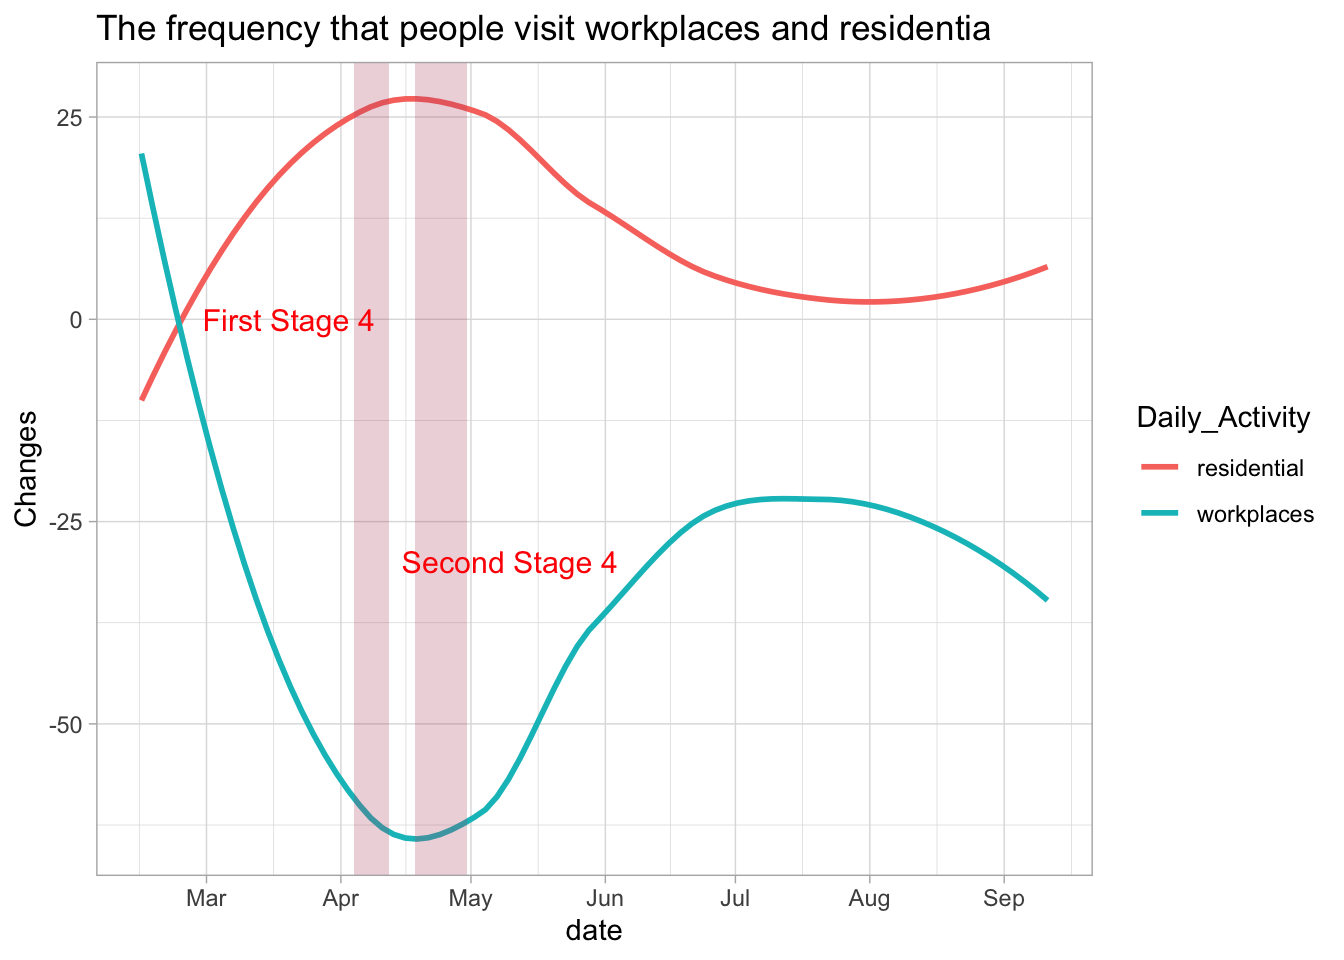 The frequency that people visit workplaces and residentia
25
0
-25
-50
Changes
First Stage 4
Second Stage 4
Mar Apr May Jun Jul Aug Sep
date
Daily_Activity
residential
workplaces